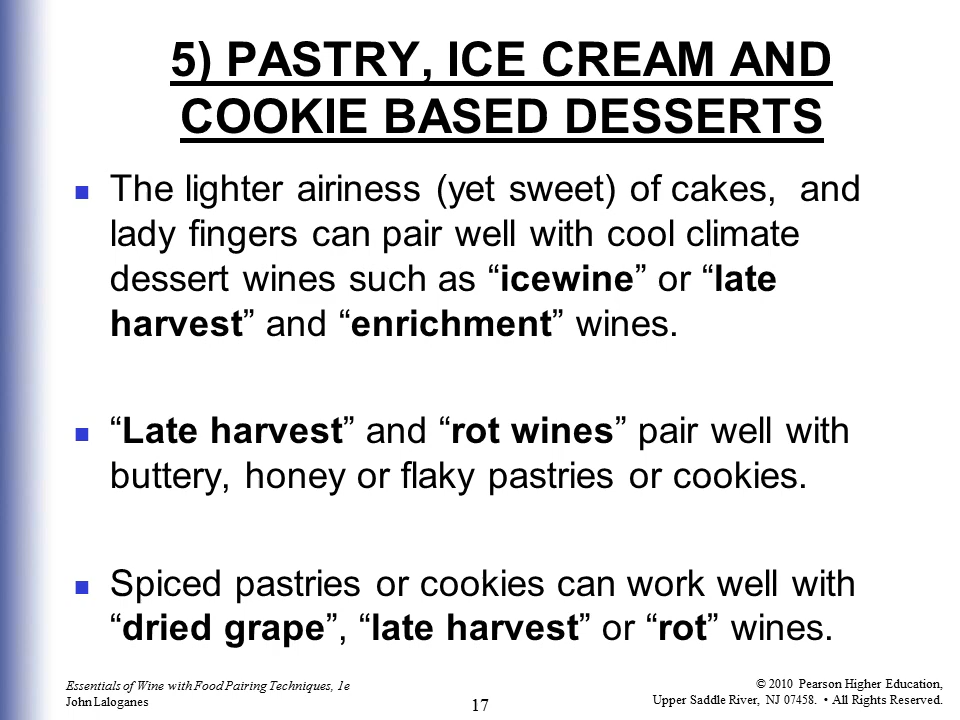 5) PASTRY, ICE CREAM AND
COOKIE BASED DESSERTS
The lighter airiness (yet sweet) of cakes,  and
lady fingers can pair well with cool climate
dessert wines such as “icewine” or “late
harvest” and “enrichment” wines.
“Late harvest” and “rot wines” pair well with
buttery, honey or flaky pastries or cookies.
Spiced pastries or cookies can work well with
“dried grape”, “late harvest” or “rot” wines.
Essentials of Wine with Food Pairing Techniques, 1e
John Laloganes
17
© 2010 Pearson Higher Education,
Upper Saddle River, NJ 07458. • All Rights Reserved.